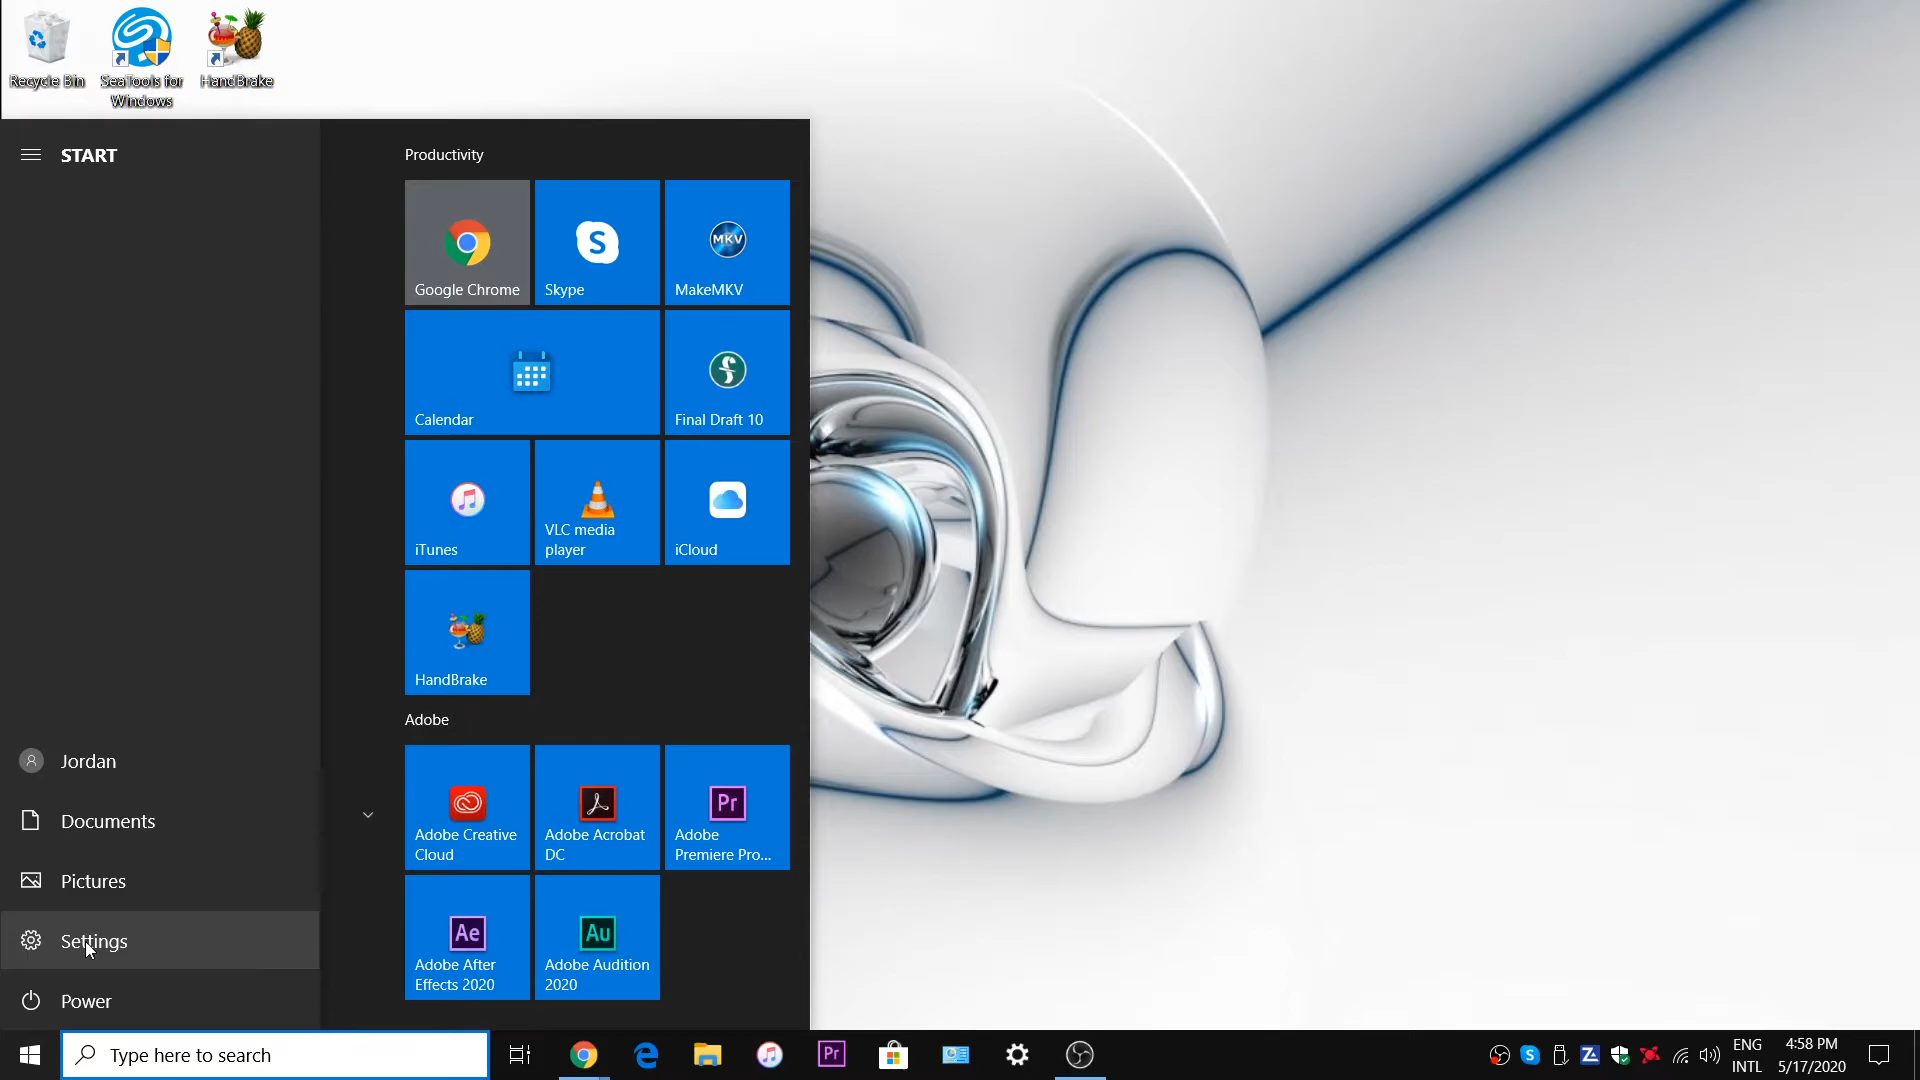 Recycle Bin
SeaTools for
Windows
HandBrake
START
Productivity
Google Chrome
Skype
MKV
MakeMKV
Calendar
Final Draft 10
iTunes
VLC media
player
iCloud
HandBrake
Adobe
Adobe Creative
Cloud
Adobe Acrobat
DC
Pr
Adobe
Premiere Pro...
Ae
Adobe After
Effects 2020
Au
Adobe Audition
2020
Jordan
Documents
Pictures
Settings
Power
Type here to search
Pr
ENG
INTL
4:58 PM
5/17/2020